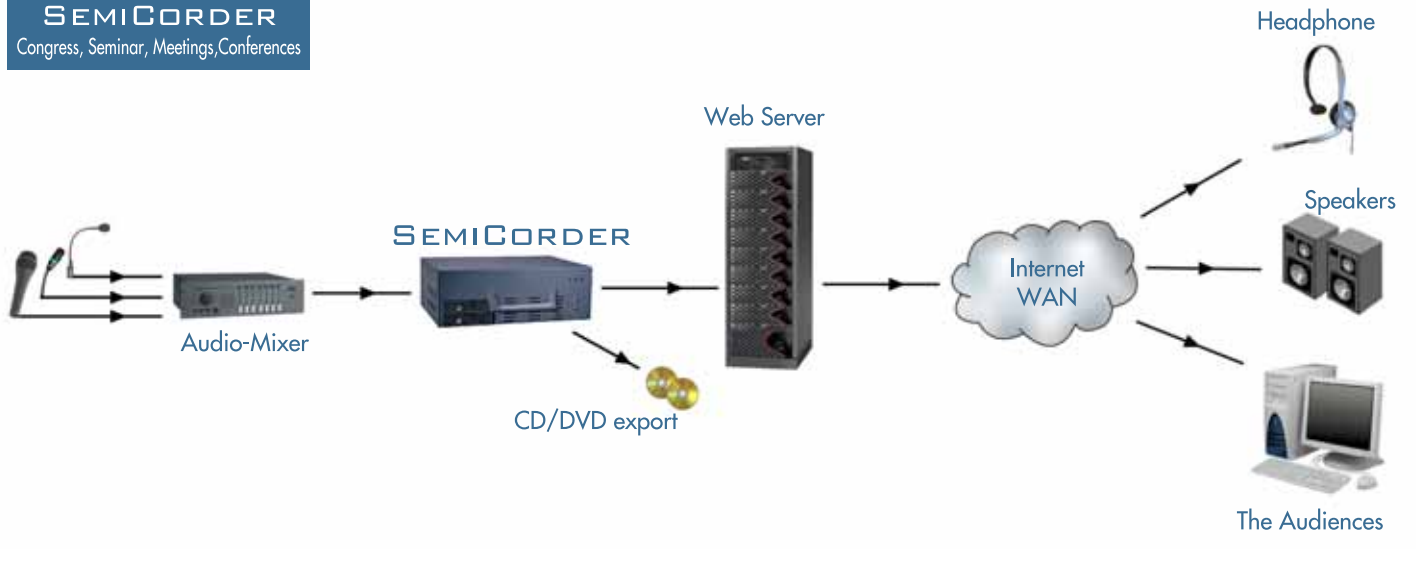 SEMICORDER
Congress, Seminar, Meetings,Conferences
Headphone
Web Server
Speakers
SEMICORDER
Internet
WAN
Audio-Mixer
CD/DVD export
The Audiences